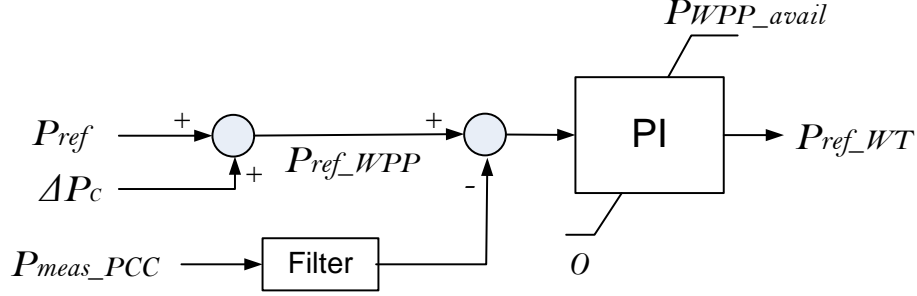 PWPP_avail
Pref
+
+
PI
Pref_WT
Pref_WPP
+
ΔPc
-
Pmeas_PCC
Filter
0